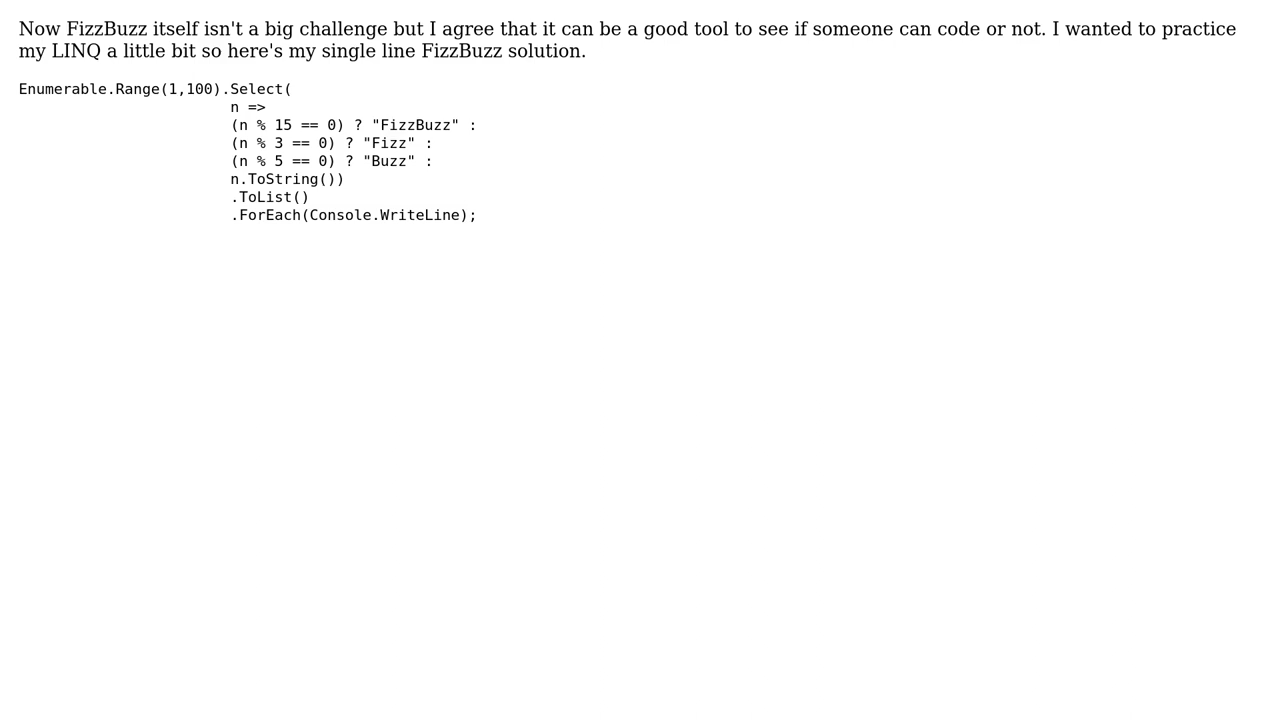 Now FizzBuzz itself isn't a big challenge but I agree that it can be a good tool to see if someone can code or not. I wanted to practice
my LINQ a little bit so here's my single line FizzBuzz solution.
Enumerable.Range(1,100).Select(
                        n =>
                        (n % 15 == 0) ? "FizzBuzz" :
                        (n % 3 == 0) ? "Fizz" :
                        (n % 5 == 0) ? "Buzz" :
                        n.ToString())
                        .ToList()
                        .ForEach(Console.WriteLine);